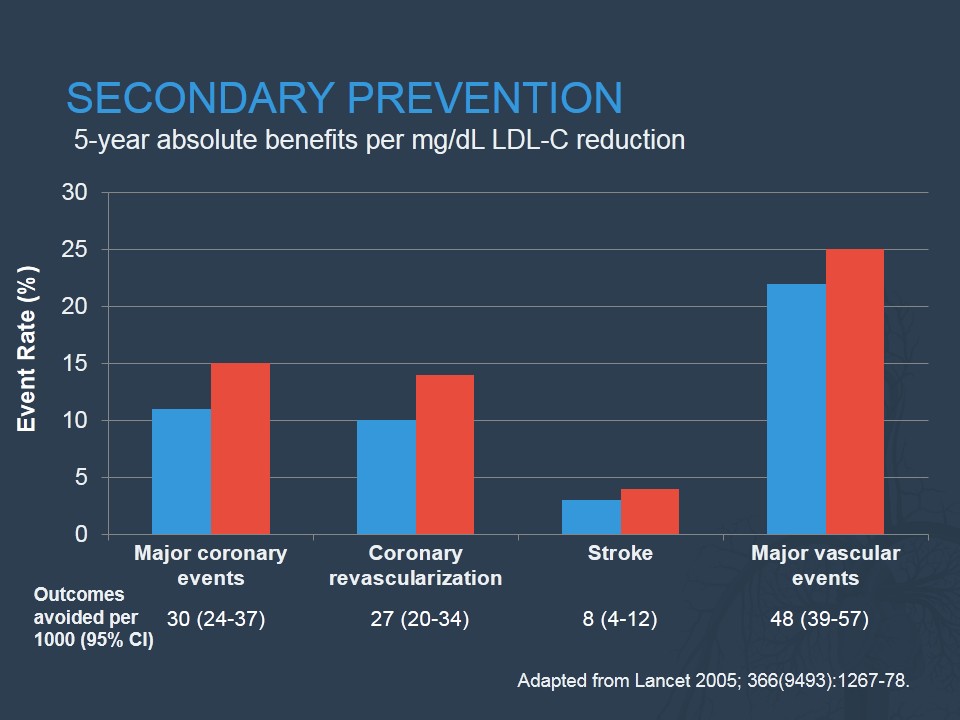 SECONDARY PREVENTION
5-year absolute benefits per mg/dL LDL-C reduction
Event Rate (%)
30
25
20
15
10
5
0
Major coronary
events
Coronary
revascularization
Stroke
Major vascular
events
Outcomes
avoided per
1000 (95% CI)
30 (24-37)
27 (20-34)
8 (4-12)
48 (39-57)
Adapted from Lancet 2005; 366(9493):1267-78.